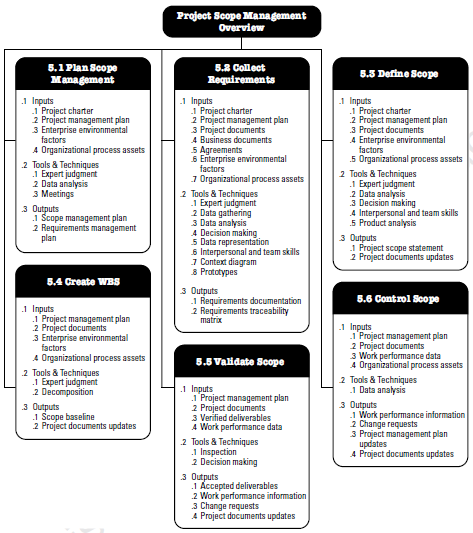 Project Scope Management
Overview
5.1 Plan Scope
Management
.1 Inputs
.1 Project charter
.2 Project management plan
.3 Enterprise environmental
factors
.4 Organizational process assets
.2 Tools & Techniques
.1 Expert judgment
.2 Data analysis
.3 Meetings
.3 Outputs
.1 Scope management plan
.2 Requirements management
plan
5.2 Collect
Requirements
.1 Inputs
.1 Project charter
.2 Project management plan
.3 Project documents
.4 Business documents
.5 Agreements
.6 Enterprise environmental
factors
.7 Organizational process assets
.2 Tools & Techniques
.1 Expert judgment
.2 Data gathering
.3 Data analysis
.4 Decision making
.5 Data representation
.6 Interpersonal and team skills
.7 Context diagram
.8 Prototypes
.3 Outputs
.1 Requirements documentation
.2 Requirements traceability
matrix
5.3 Define Scope
.1 Inputs
.1 Project charter
.2 Project management plan
.3 Project documents
.4 Enterprise environmental
factors
.5 Organizational process assets
.2 Tools & Techniques
.1 Expert judgment
.2 Data analysis
.3 Decision making
.4 Interpersonal and team skills
.5 Product analysis
.3 Outputs
.1 Project scope statement
.2 Project documents updates
5.4 Create WBS
.1 Inputs
.1 Project management plan
.2 Project documents
.3 Enterprise environmental
factors
.4 Organizational process assets
.2 Tools & Techniques
.1 Expert judgment
.2 Decomposition
.3 Outputs
.1 Scope baseline
.2 Project documents updates
5.5 Validate Scope
.1 Inputs
.1 Project management plan
.2 Project documents
.3 Verified deliverables
.4 Work performance data
.2 Tools & Techniques
.1 Inspection
.2 Decision making
.3 Outputs
.1 Accepted deliverables
.2 Work performance information
.3 Change requests
.4 Project documents updates
5.6 Control Scope
.1 Inputs
.1 Project management plan
.2 Project documents
.3 Work performance data
.4 Organizational process assets
.2 Tools & Techniques
.1 Data analysis
.3 Outputs
.1 Work performance information
.2 Change requests
.3 Project management plan
updates
.4 Project documents updates